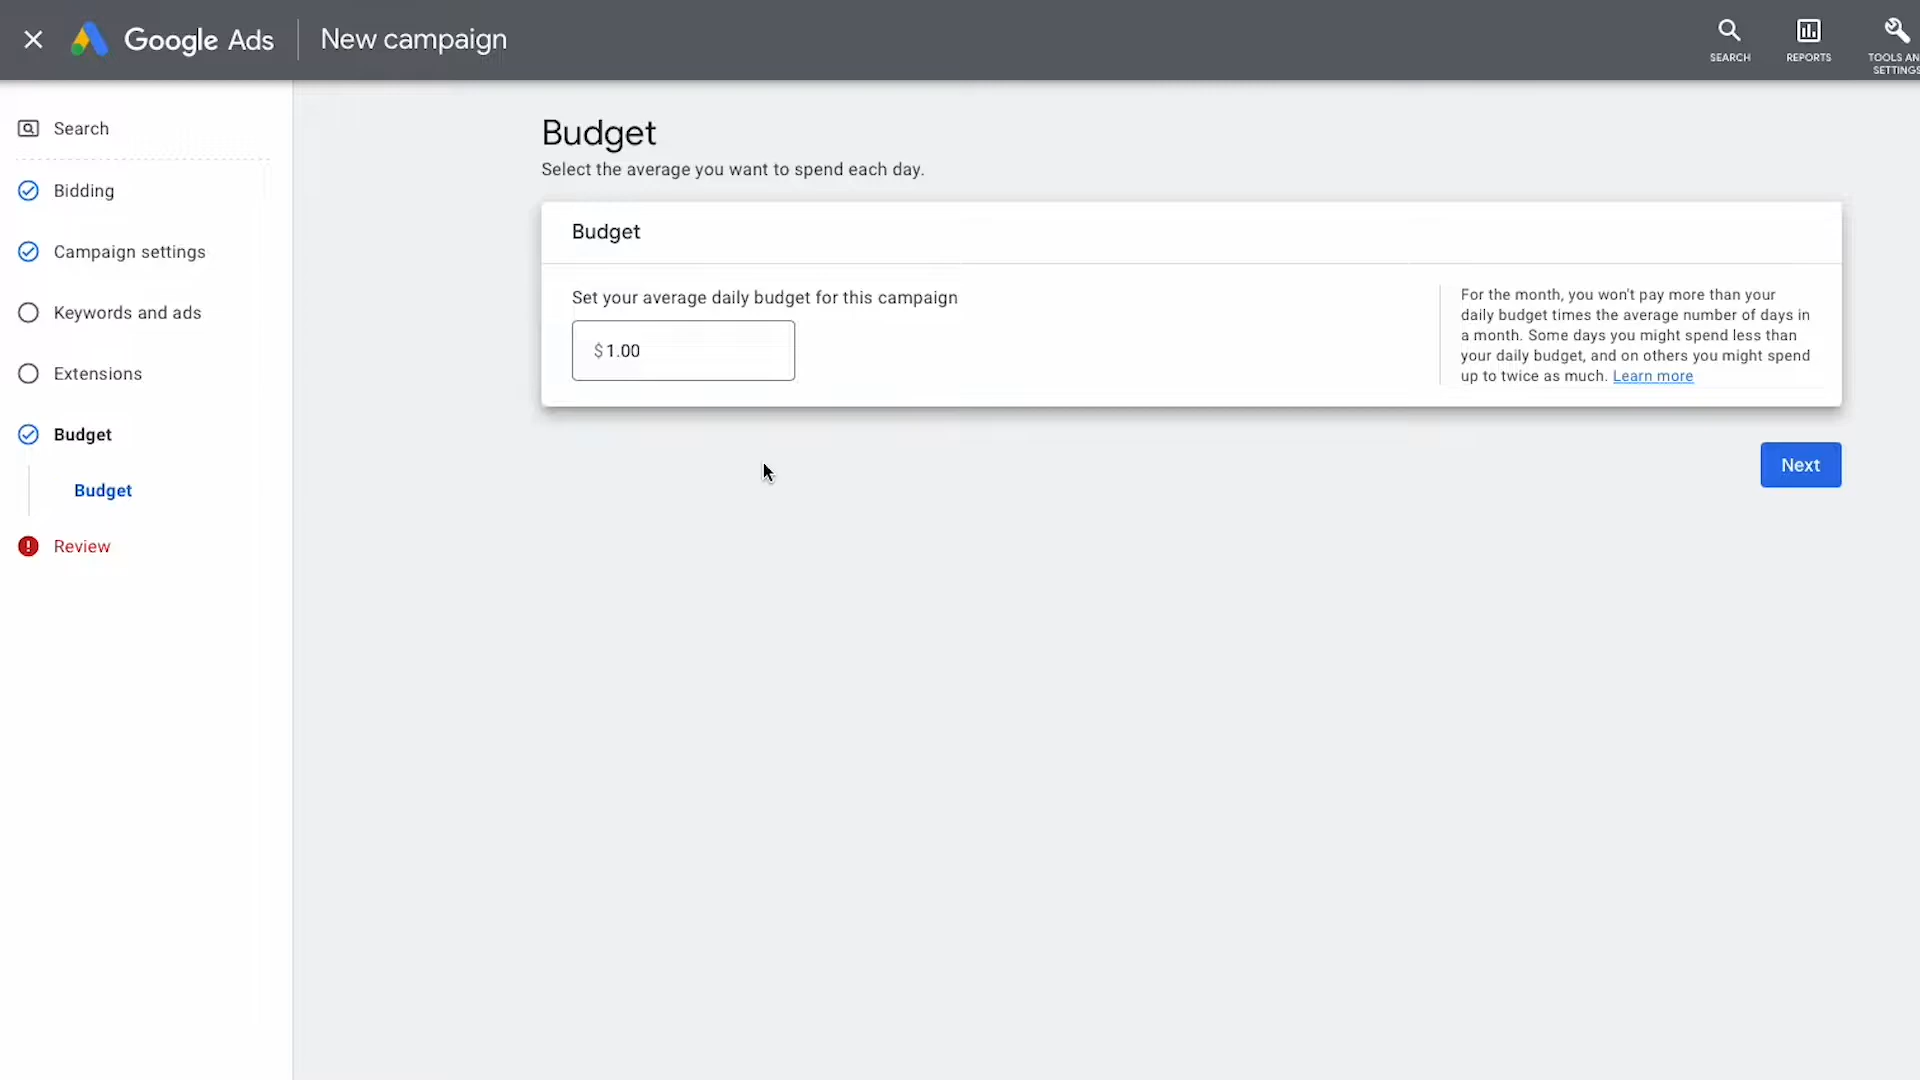 Google Ads
New campaign
SEARCH
REPORTS
TOOLS AN
SETTINGS
Search
Bidding
Campaign settings
Keywords and ads
Extensions
Budget
Budget
Review
Budget
Select the average you want to spend each day.
Budget
Set your average daily budget for this campaign
$1.00
For the month, you won't pay more than your
daily budget times the average number of days in
a month. Some days you might spend less than
your daily budget, and on others you might spend
up to twice as much. Learn more
Next